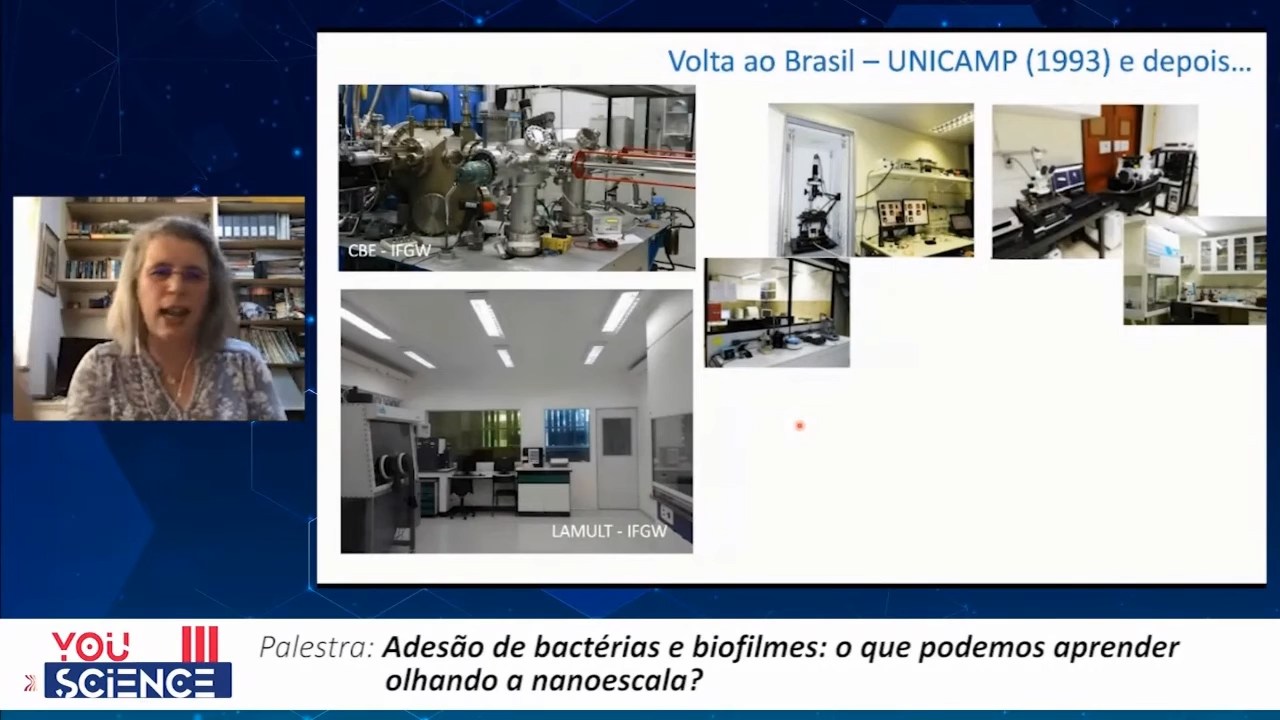 Volta ao Brasil – UNICAMP (1993) e depois...
CBE - IFGW
LAMULT - IFGW
YOU III
SCIENCE
Palestra: Adesão de bactérias e biofilmes: o que podemos aprender
olhando a nanoescala?